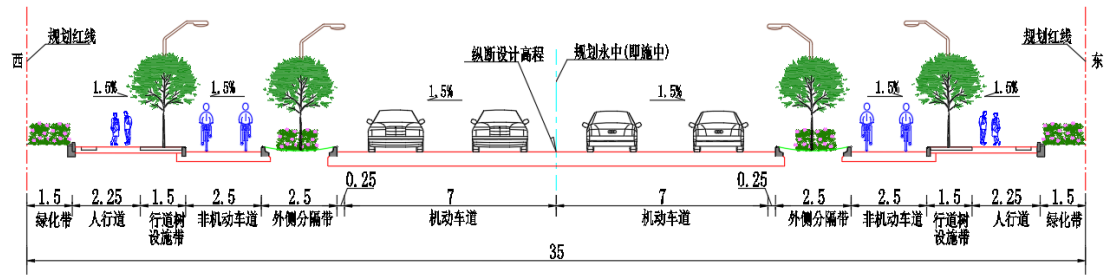 西
规划红线
纵断设计高程
规划永中(即施中)
规划红线
东
1.5%
1.5%
1.5%
1.5%
1.5%
1.5%
0.25
0.25
1.5
2.25
1.5
2.5
2.5
7
7
2.5
2.5
1.5
2.25
1.5
绿化带
人行道
行道树
设施带
非机动车道
外侧分隔带
机动车道
机动车道
外侧分隔带
非机动车道
行道树
设施带
人行道
绿化带
35